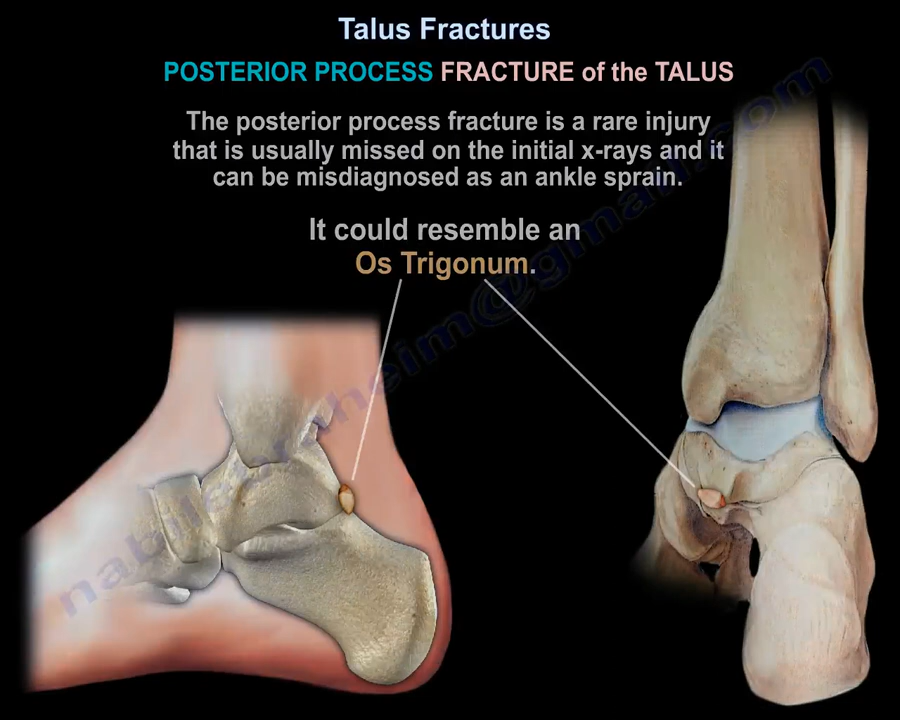 Talus Fractures
POSTERIOR PROCESS FRACTURE of the TALUS
The posterior process fracture is a rare injury
that is usually missed on the initial x-rays and it
can be misdiagnosed as an ankle sprain.
It could resemble an
Os Trigonum.